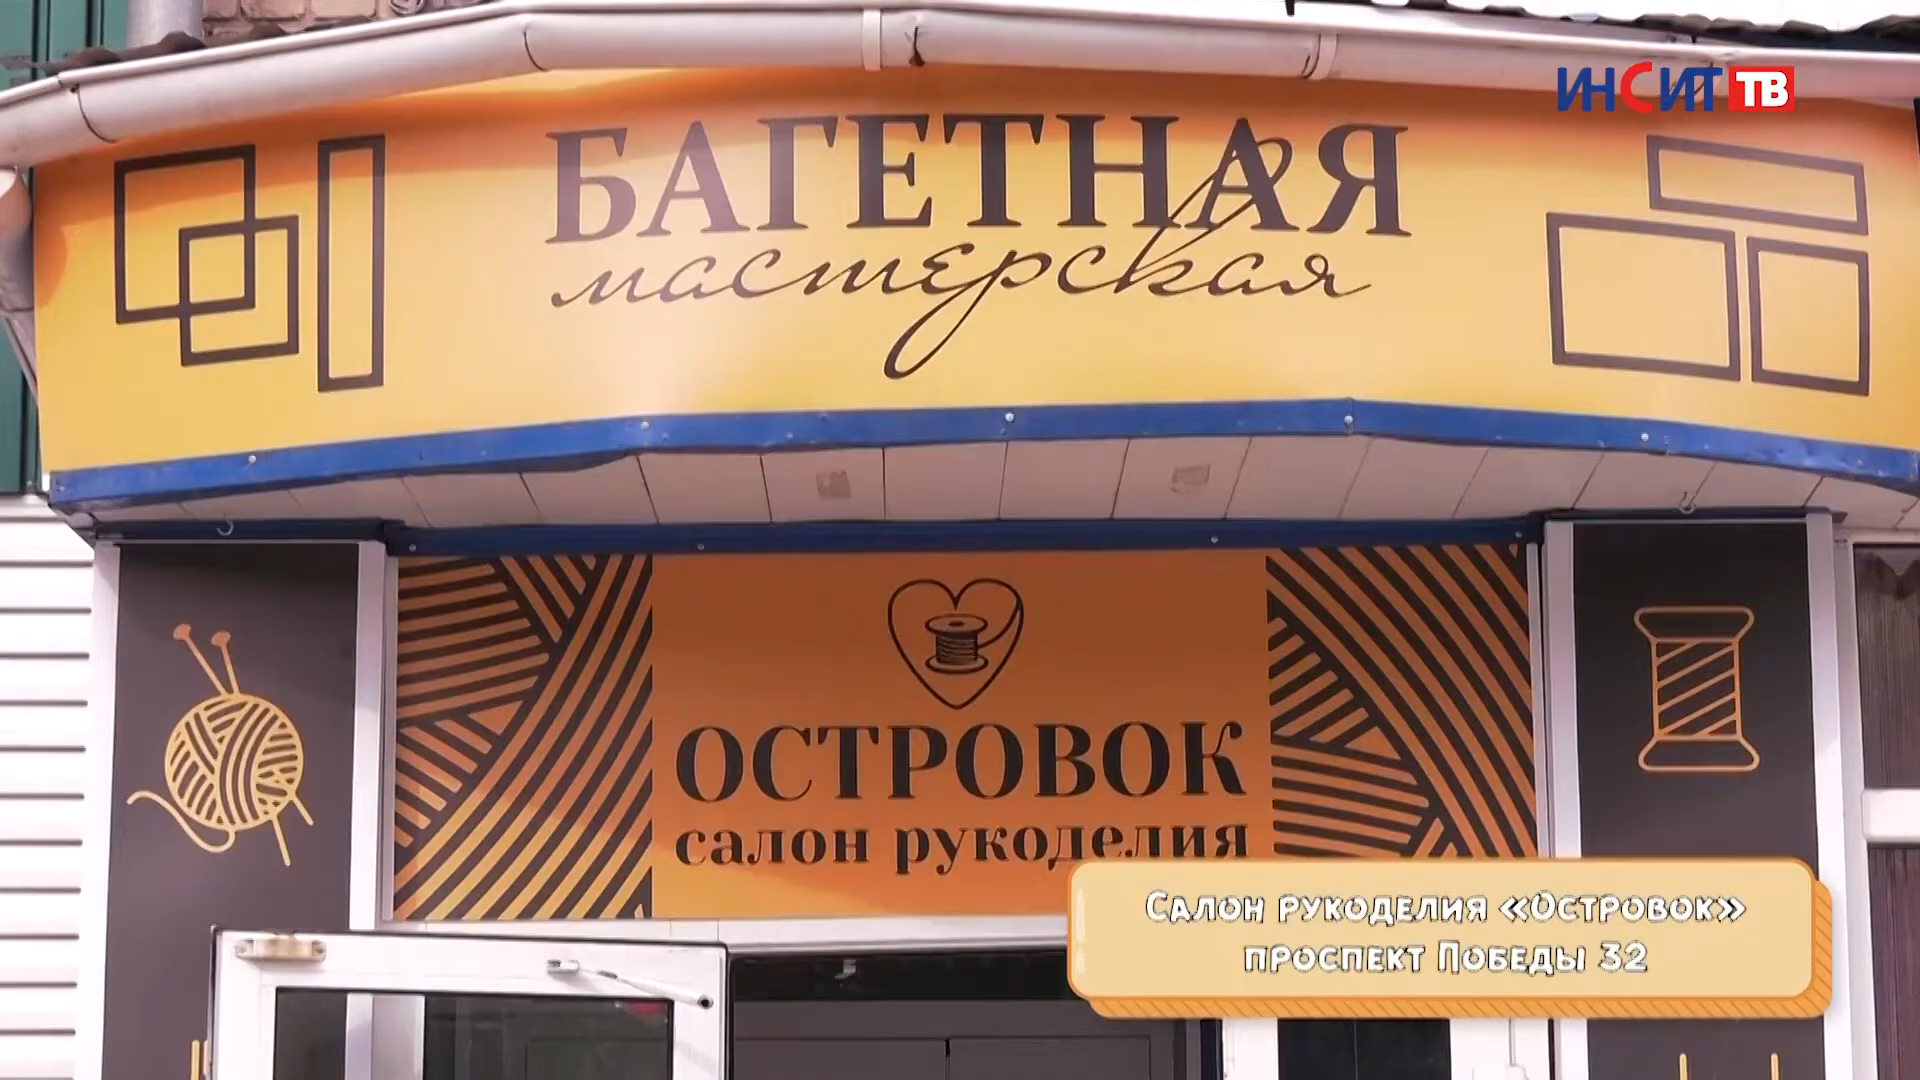 ИНСИТ ТВ
БАГЕТНАЯ
мастерская
ОСТРОВОК
салон рукоделия
Салон рукоделия «Островок»
проспект Победы 32